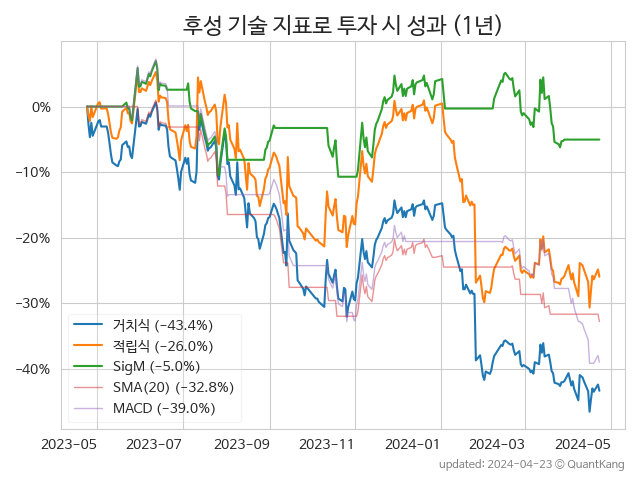 후성 기술 지표로 투자 시 성과 (1년)
0%
−10%
−20%
−30%
−40%
거치식 (−43.4%)
적립식 (−26.0%)
SigM (−5.0%)
SMA(20) (−32.8%)
MACD (−39.0%)
2023−05 2023−07 2023−09 2023−11 2024−01 2024−03 2024−05
updated: 2024−04−23 © QuantKang